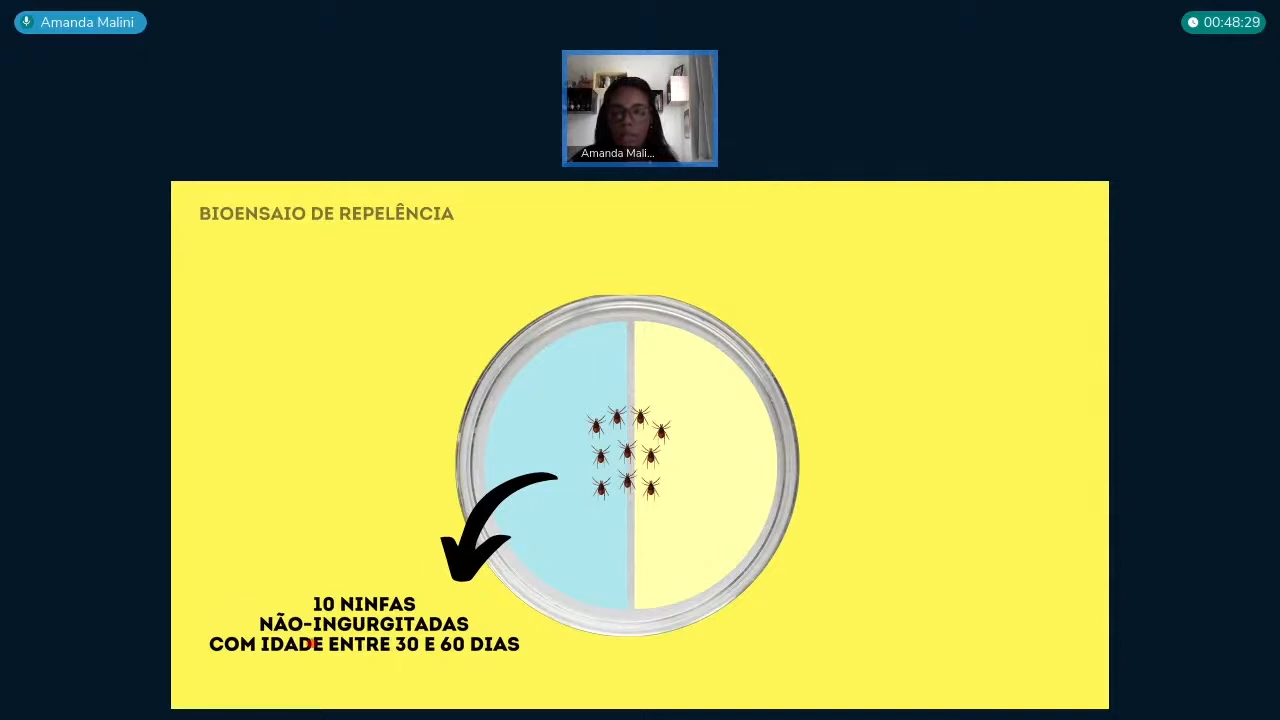 Amanda Malini
00:48:29
Amanda Mali...
BIOENSAIO DE REPELÊNCIA
10 NINFAS
NÃO-INGURGITADAS
COM IDADE ENTRE 30 E 60 DIAS